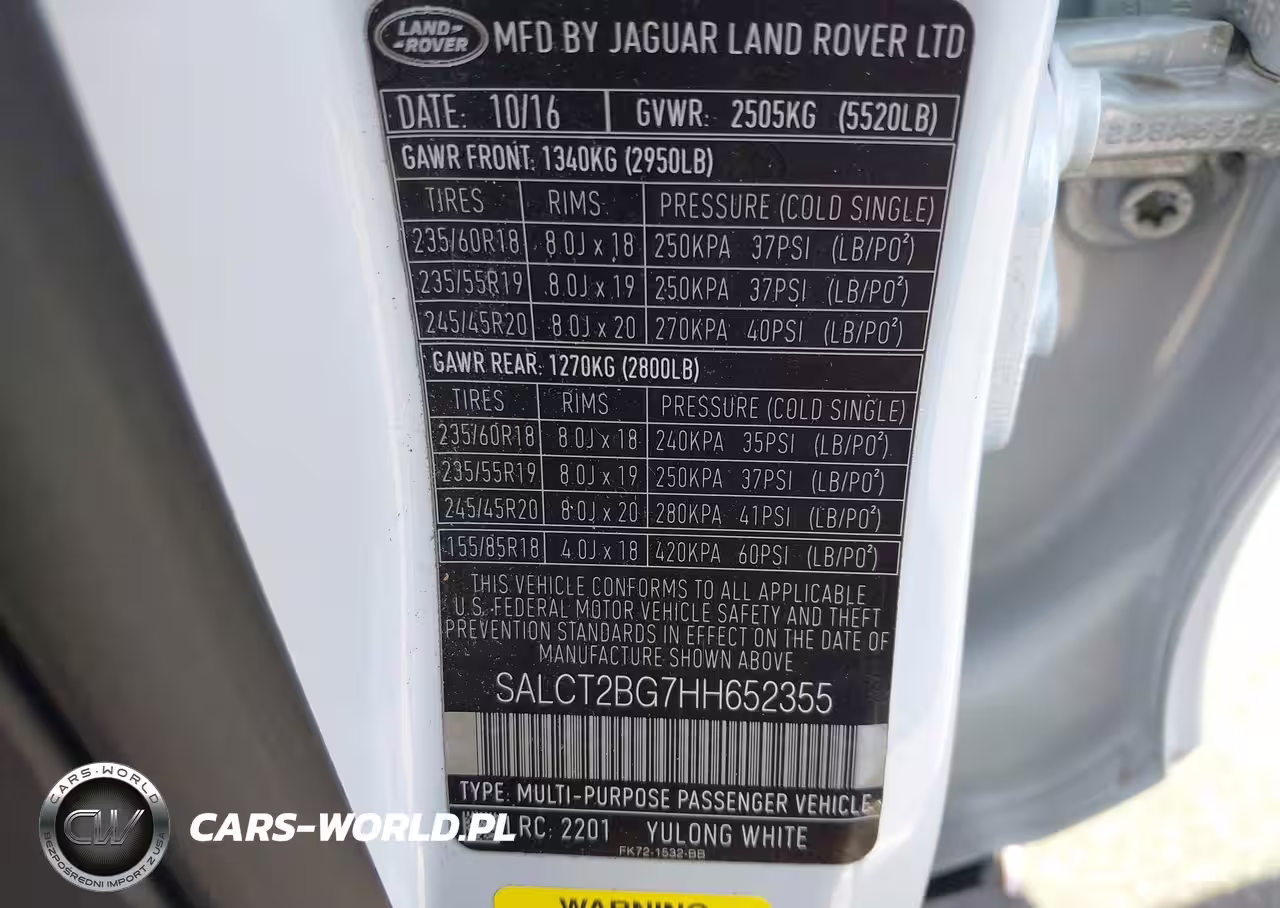 LAND ROVER MFD BY JAGUAR LAND ROVER LTD
DATE: 10/16 GVWR: 2505KG (5520LB)
GAWR FRONT: 1340KG (2950LB)
TIRES RIMS. PRESSURE (COLD SINGLE)
235/60R18 8.0J x 18 250KPA 37PSI (LB/PO²)
235/55R19 8.0J x 19 250KPA 37PSI (LB/PO²)
245/45R20 8.0J x 20 270KPA 40PSI (LB/PO²)
GAWR REAR: 1270KG (2800LB)
TIRES RIMS PRESSURE (COLD SINGLE)
235/60R18 8.0J x 18 240KPA 35PSI (LB/PO²)
235/55R19 8.0J x 19 250KPA 37PSI (LB/PO²)
245/45R20 8.0J x 20 280KPA 41PSI (LB/PO²)
155/85R18 4.0J x 18 420KPA 60PSI (LB/PO²)
THIS VEHICLE CONFORMS TO ALL APPLICABLE
U.S. FEDERAL MOTOR VEHICLE SAFETY AND THEFT
PREVENTION STANDARDS IN EFFECT ON THE DATE OF
MANUFACTURE SHOWN ABOVE
SALCT2BG7HH652355
TYPE: MULTI-PURPOSE PASSENGER VEHICLE
RC: 2201 YULONG WHITE
FK72-1532-BB
WARNING
CARS-WORLD
CW
BEZPOŚREDNI IMPORT Z USA
CARS-WORLD.PL